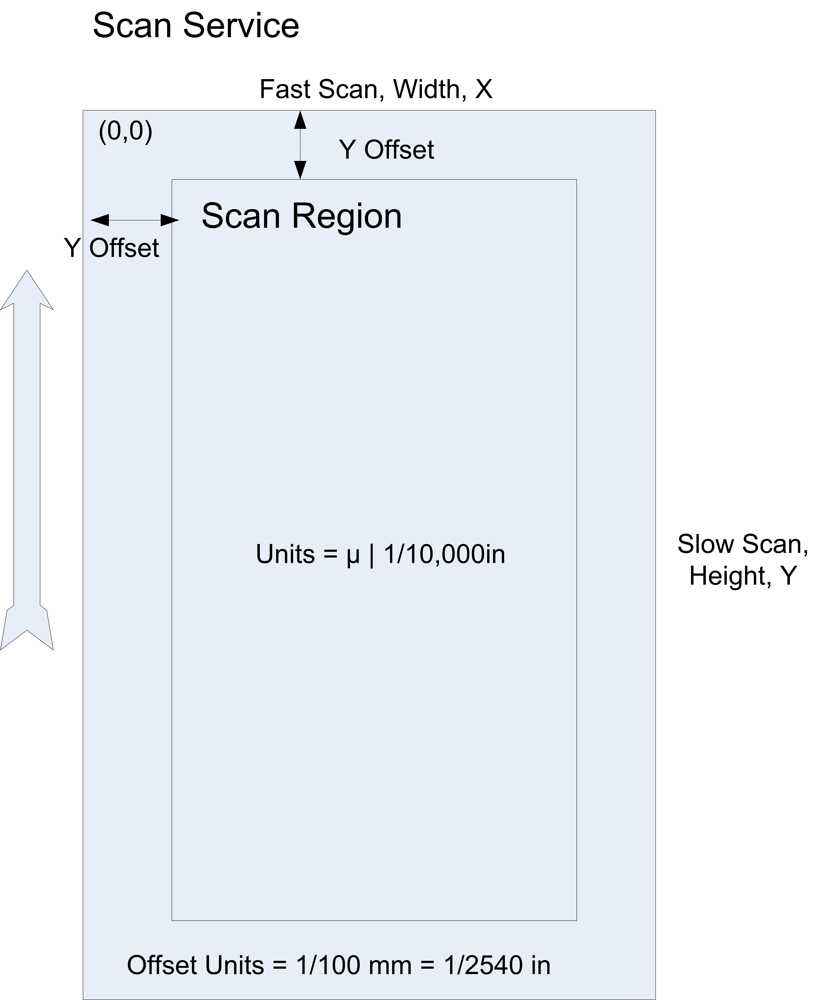 Scan Service
Fast Scan, Width, X
(0,0)
Y Offset
Scan Region
Y Offset
Units = µ | 1/10,000in
Slow Scan,
Height, Y
Offset Units = 1/100 mm = 1/2540 in